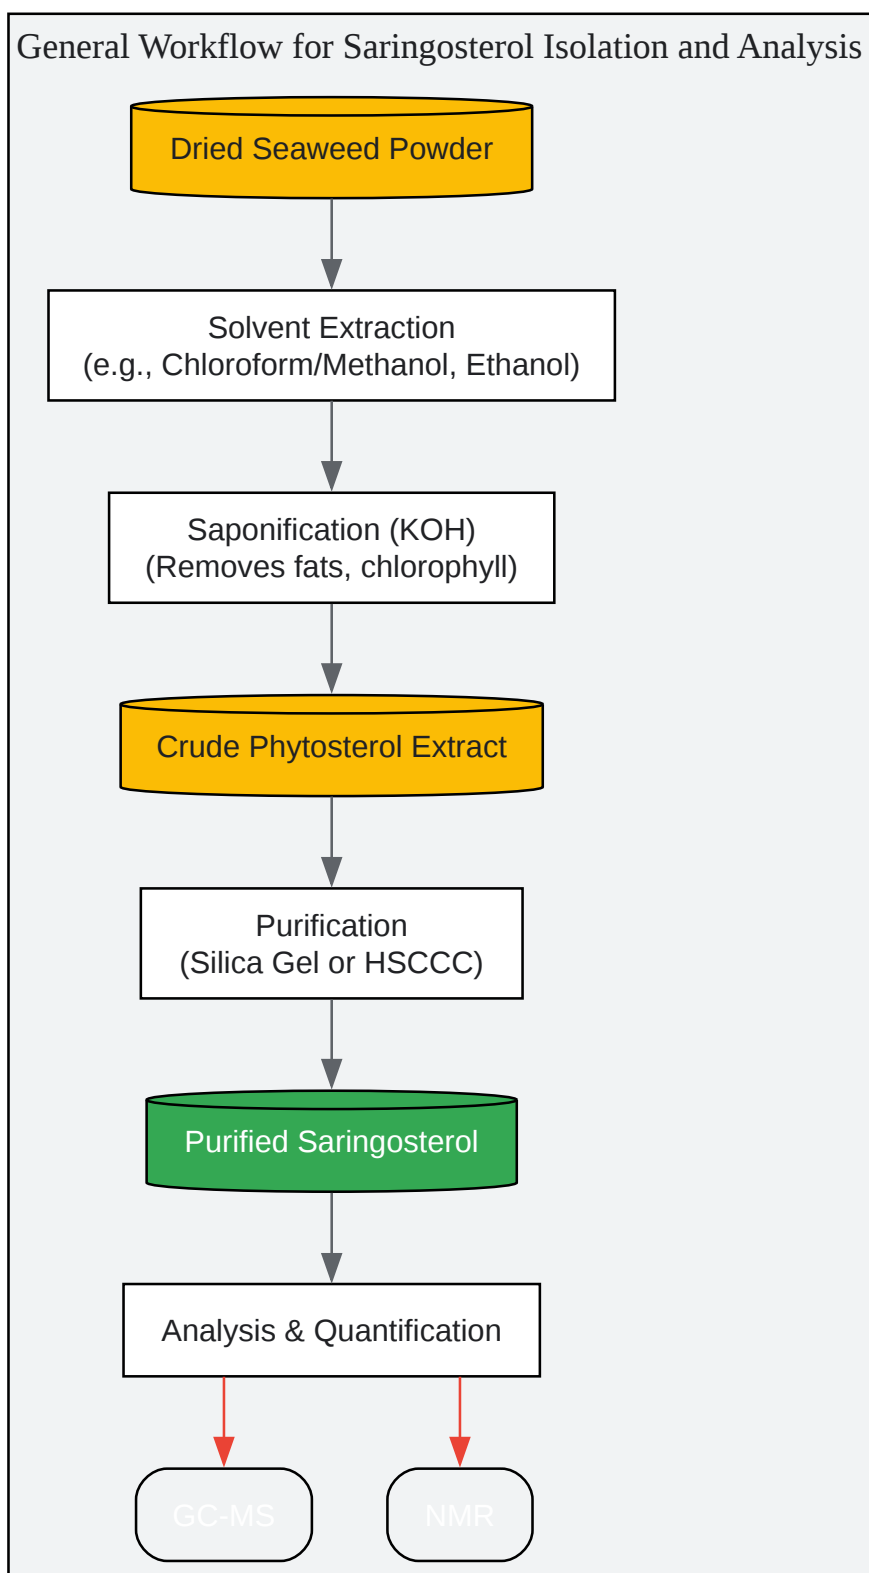 General Workflow for Saringosterol Isolation and Analysis
Dried Seaweed Powder
Solvent Extraction
(e.g., Chloroform/Methanol, Ethanol)
Saponification (KOH)
(Removes fats, chlorophyll)
Crude Phytosterol Extract
Purification
(Silica Gel or HSCCC)
Purified Saringosterol
Analysis & Quantification
GC-MS
NMR